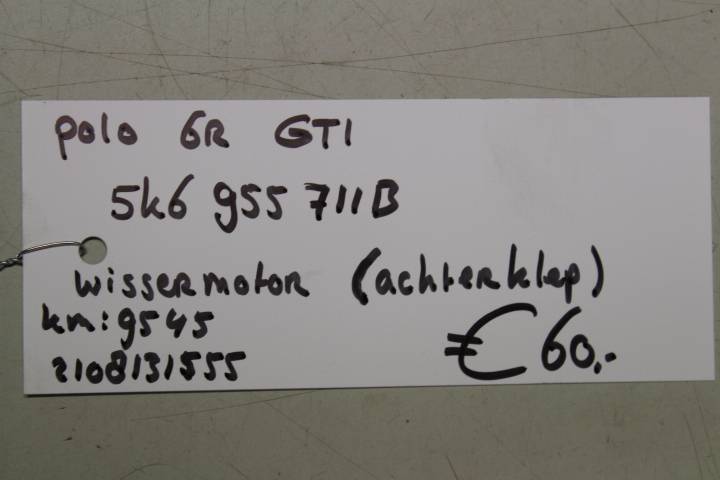 polo 6R GTI
5k6 955 711B
wissermotor (achterklep)
km: 9545
2108131555
€ 60,-